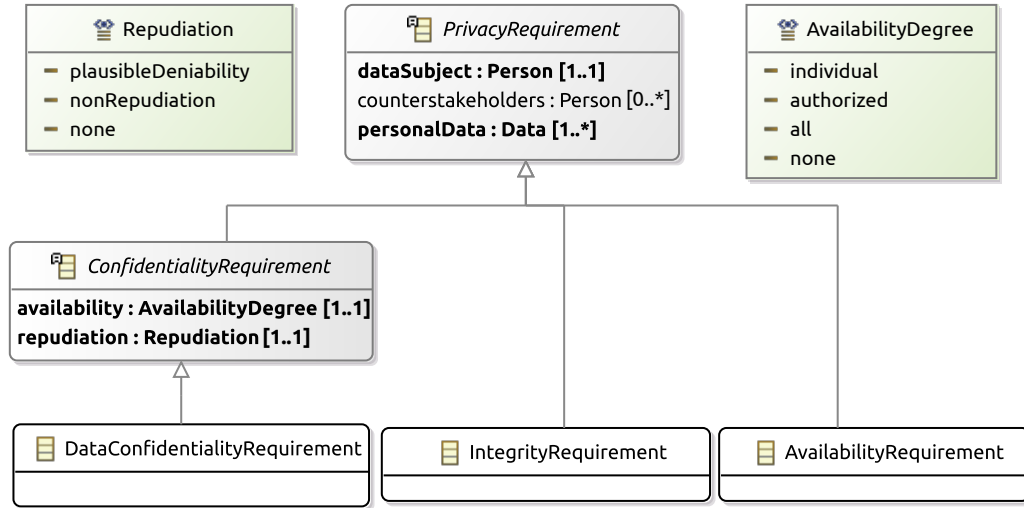 Repudiation
plausibleDeniability
nonRepudiation
none
PrivacyRequirement
dataSubject : Person [1..1]
counterstakeholders : Person [0..*]
personalData : Data [1..*]
AvailabilityDegree
individual
authorized
all
none
ConfidentialityRequirement
availability : AvailabilityDegree [1..1]
repudiation : Repudiation [1..1]
DataConfidentialityRequirement
IntegrityRequirement
AvailabilityRequirement